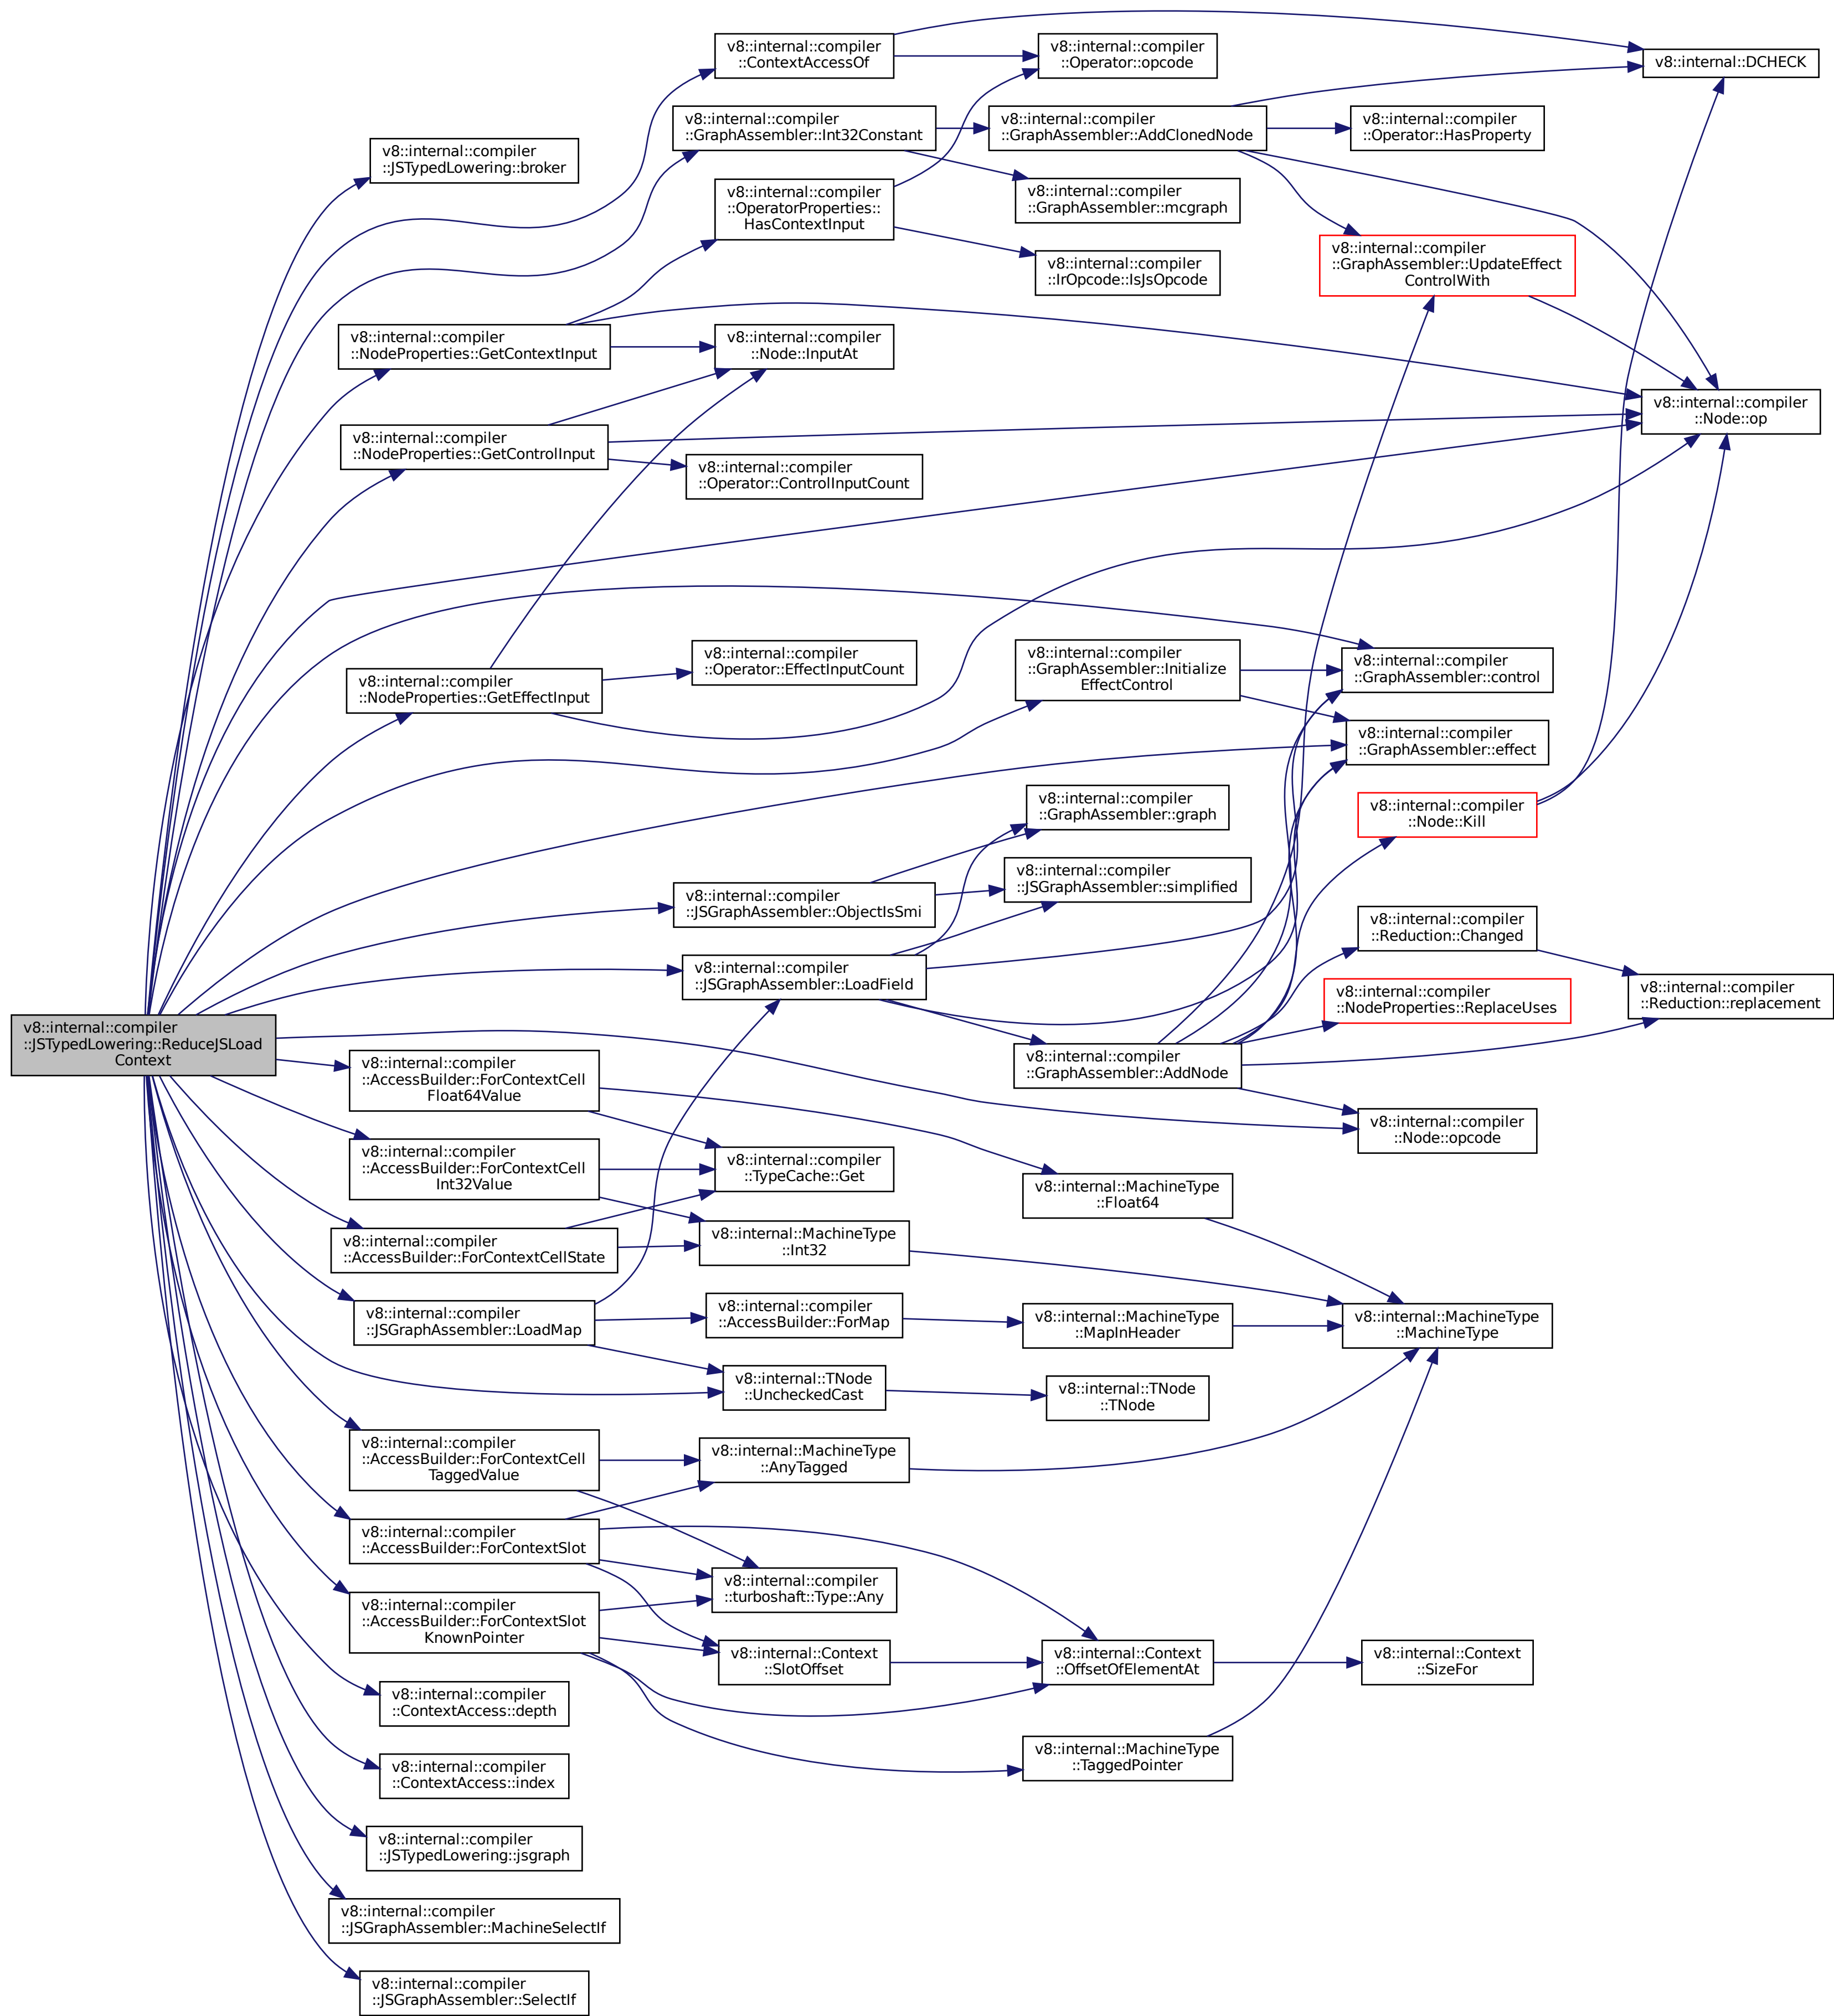 v8::internal::compiler
::JSTypedLowering::ReduceJSLoad
Context
v8::internal::compiler
::JSTypedLowering::broker
v8::internal::compiler
::ContextAccessOf
v8::internal::compiler
::Operator::opcode
v8::internal::DCHECK
v8::internal::compiler
::GraphAssembler::Int32Constant
v8::internal::compiler
::GraphAssembler::AddClonedNode
v8::internal::compiler
::Operator::HasProperty
v8::internal::compiler
::GraphAssembler::mcgraph
v8::internal::compiler
::OperatorProperties::
HasContextInput
v8::internal::compiler
::IrOpcode::IsJsOpcode
v8::internal::compiler
::GraphAssembler::UpdateEffect
ControlWith
v8::internal::compiler
::NodeProperties::GetContextInput
v8::internal::compiler
::Node::InputAt
v8::internal::compiler
::Node::op
v8::internal::compiler
::NodeProperties::GetControlInput
v8::internal::compiler
::Operator::ControlInputCount
v8::internal::compiler
::NodeProperties::GetEffectInput
v8::internal::compiler
::Operator::EffectInputCount
v8::internal::compiler
::GraphAssembler::Initialize
EffectControl
v8::internal::compiler
::GraphAssembler::control
v8::internal::compiler
::GraphAssembler::effect
v8::internal::compiler
::GraphAssembler::graph
v8::internal::compiler
::Node::Kill
v8::internal::compiler
::JSGraphAssembler::ObjectIsSmi
v8::internal::compiler
::JSGraphAssembler::simplified
v8::internal::compiler
::Reduction::Changed
v8::internal::compiler
::JSGraphAssembler::LoadField
v8::internal::compiler
::NodeProperties::ReplaceUses
v8::internal::compiler
::Reduction::replacement
v8::internal::compiler
::GraphAssembler::AddNode
v8::internal::compiler
::Node::opcode
v8::internal::compiler
::AccessBuilder::ForContextCell
Float64Value
v8::internal::compiler
::AccessBuilder::ForContextCell
Int32Value
v8::internal::compiler
::TypeCache::Get
v8::internal::MachineType
::Float64
v8::internal::compiler
::AccessBuilder::ForContextCellState
v8::internal::MachineType
::Int32
v8::internal::compiler
::JSGraphAssembler::LoadMap
v8::internal::compiler
::AccessBuilder::ForMap
v8::internal::MachineType
::MapInHeader
v8::internal::MachineType
::MachineType
v8::internal::TNode
::UncheckedCast
v8::internal::TNode
::TNode
v8::internal::compiler
::AccessBuilder::ForContextCell
TaggedValue
v8::internal::MachineType
::AnyTagged
v8::internal::compiler
::AccessBuilder::ForContextSlot
v8::internal::compiler
::turboshaft::Type::Any
v8::internal::compiler
::AccessBuilder::ForContextSlot
KnownPointer
v8::internal::Context
::SlotOffset
v8::internal::Context
::OffsetOfElementAt
v8::internal::Context
::SizeFor
v8::internal::compiler
::ContextAccess::depth
v8::internal::MachineType
::TaggedPointer
v8::internal::compiler
::ContextAccess::index
v8::internal::compiler
::JSTypedLowering::jsgraph
v8::internal::compiler
::JSGraphAssembler::MachineSelectIf
v8::internal::compiler
::JSGraphAssembler::SelectIf